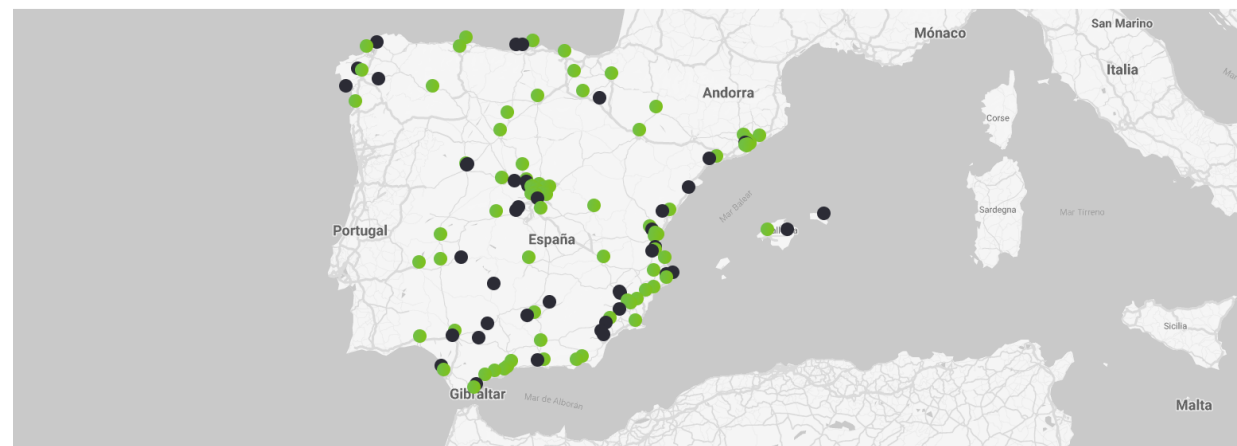 San Marino
Mónaco
Italia
Andorra
Corse
Mar Balear
Sardegna
Mar Tirreno
Portugal
España
Sicilia
Gibraltar
Mar de Alborán
Malta